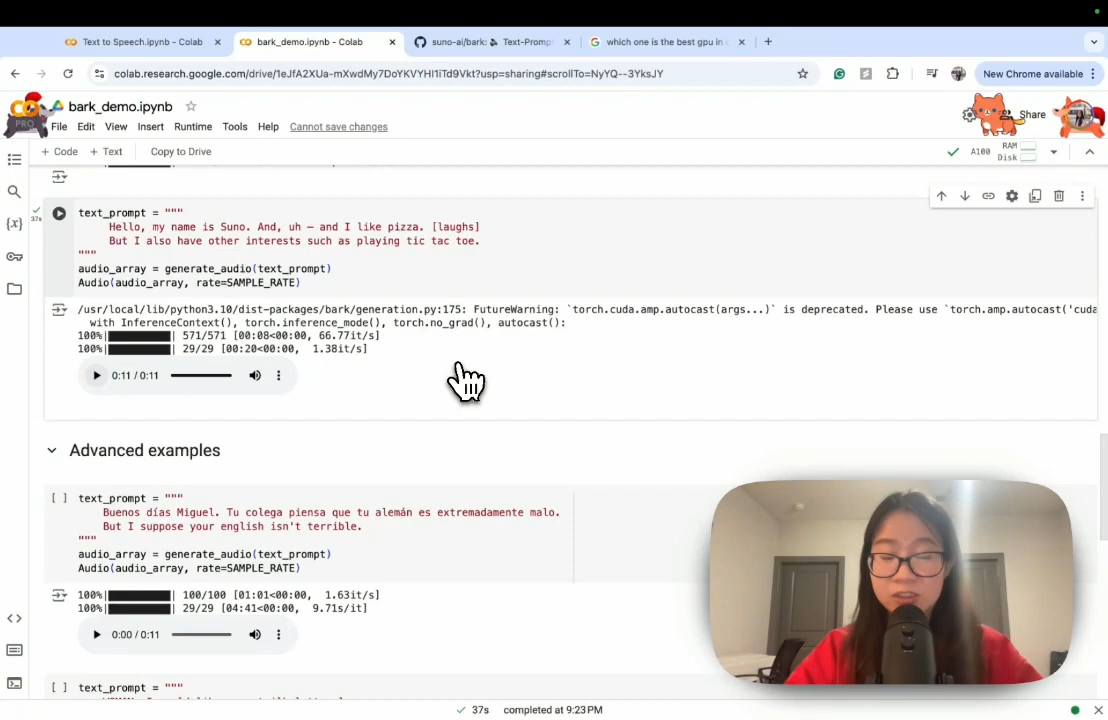 Text to Speech.ipynb - Colab
bark_demo.ipynb - Colab
suno-ai/bark: 🔊 Text-Promp
which one is the best gpu in c
colab.research.google.com/drive/1eJfA2XUa-mXwdMy7DoYKVYHI1iTd9Vkt?usp=sharing#scrollTo=NyYQ--3YksJY
New Chrome available
bark_demo.ipynb
PRO
File Edit View Insert Runtime Tools Help Cannot save changes
Share
+ Code + Text Copy to Drive
A100 RAM
Disk
37s
text_prompt = """
Hello, my name is Suno. And, uh — and I like pizza. [laughs]
But I also have other interests such as playing tic tac toe.
"""
audio_array = generate_audio(text_prompt)
Audio(audio_array, rate=SAMPLE_RATE)
/usr/local/lib/python3.10/dist-packages/bark/generation.py:175: FutureWarning: `torch.cuda.amp.autocast(args...)` is deprecated. Please use `torch.amp.autocast('cuda
with InferenceContext(), torch.inference_mode(), torch.no_grad(), autocast():
100%| | 571/571 [00:08<00:00, 66.77it/s]
100%| | 29/29 [00:20<00:00, 1.38it/s]
0:11 / 0:11
Advanced examples
[ ] text_prompt = """
Buenos días Miguel. Tu colega piensa que tu alemán es extremadamente malo.
But I suppose your english isn't terrible.
"""
audio_array = generate_audio(text_prompt)
Audio(audio_array, rate=SAMPLE_RATE)
100%| | 100/100 [01:01<00:00, 1.63it/s]
100%| | 29/29 [04:41<00:00, 9.71s/it]
0:00 / 0:11
[ ] text_prompt = """
37s completed at 9:23PM